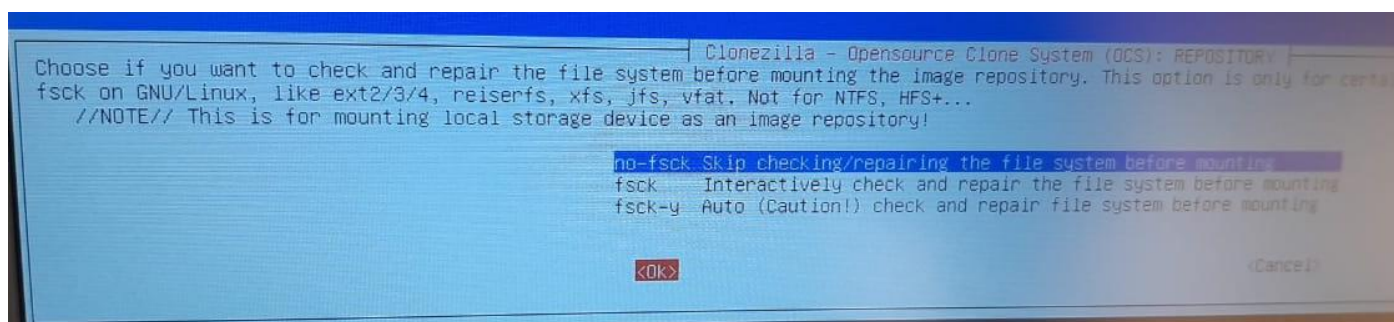 Clonezilla - Opensource Clone System (OCS): REPOSITORY
Choose if you want to check and repair the file system before mounting the image repository. This option is only for certa
fsck on GNU/Linux, like ext2/3/4, reiserfs, xfs, jfs, vfat. Not for NTFS, HFS+...
//NOTE// This is for mounting local storage device as an image repository!
no-fsck Skip checking/repairing the file system before mounting
fsck Interactively check and repair the file system before mounting
fsck-y Auto (Caution!) check and repair file system before mounting
<Ok> <Cancel>